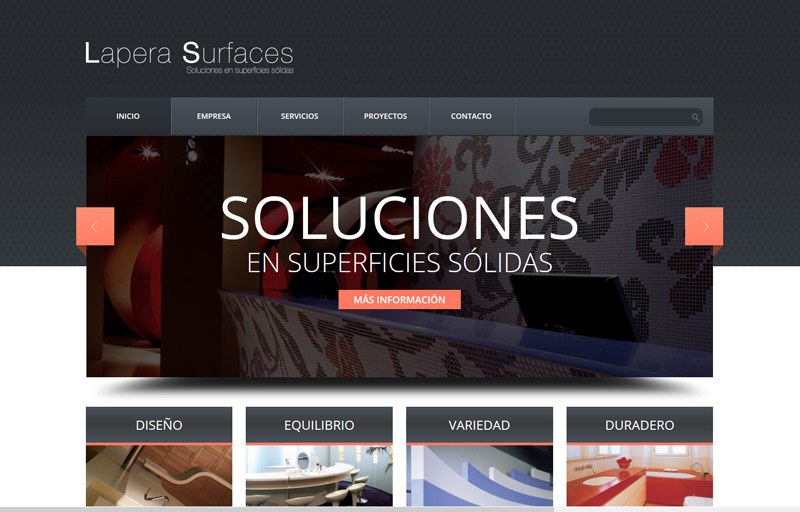 Lapera Surfaces
Soluciones en superficies sólidas
INICIO EMPRESA SERVICIOS PROYECTOS CONTACTO
SOLUCIONES
EN SUPERFICIES SÓLIDAS
MÁS INFORMACIÓN
DISEÑO EQUILIBRIO VARIEDAD DURADERO